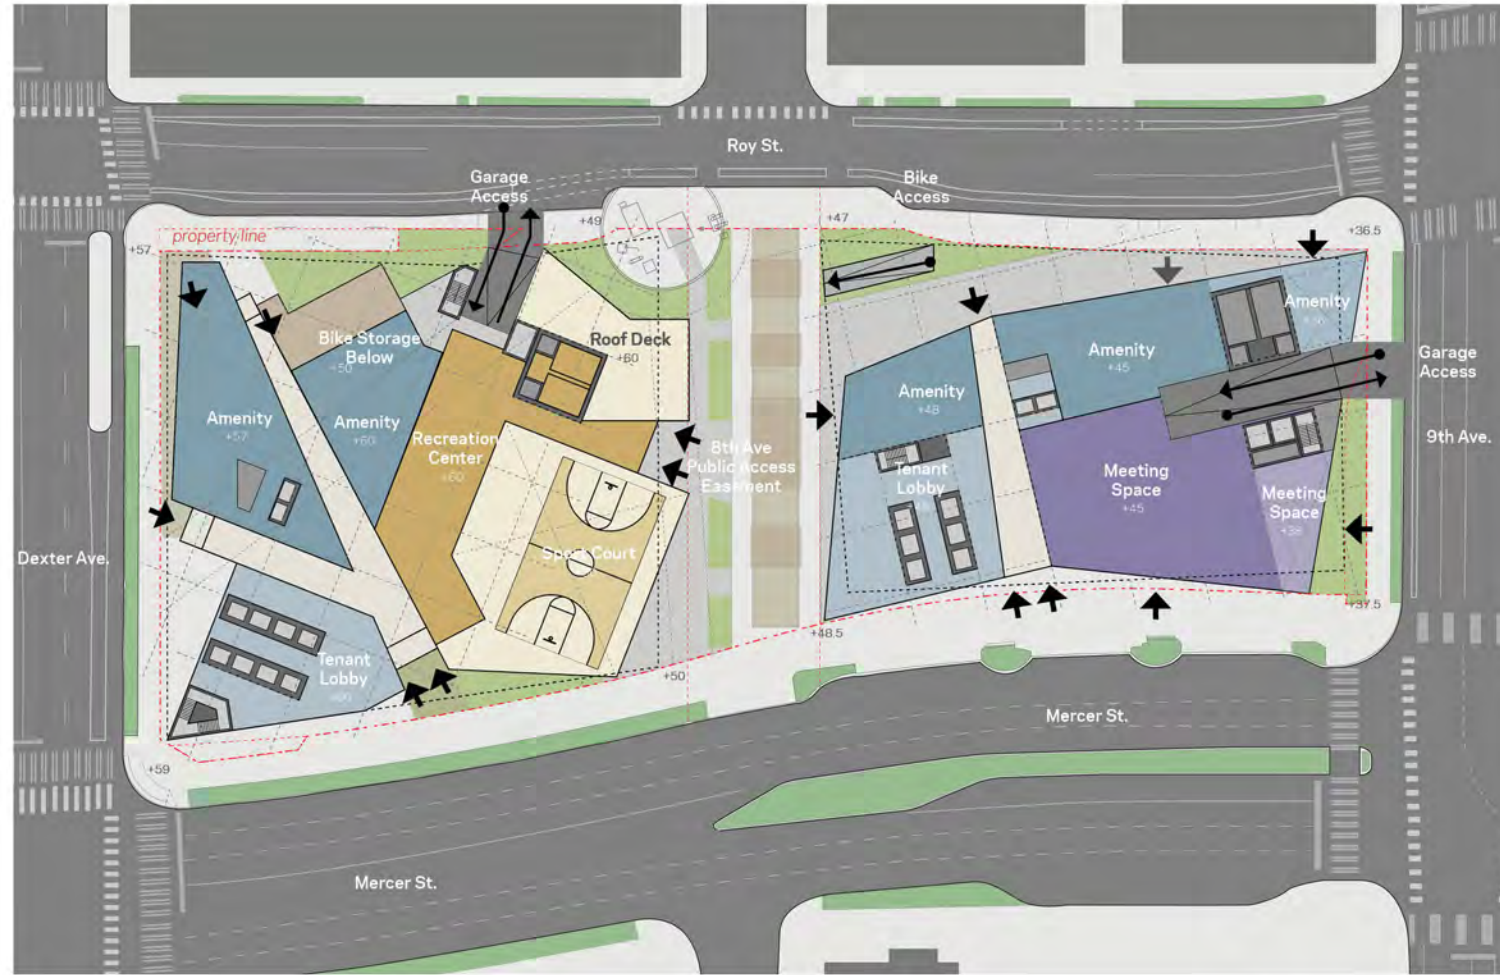 Roy St.
Garage
Access
Bike
Access
+49
+47
+36.5
property line
+57
Amenity
Roof Deck
+60
Bike Storage
Below
+50
Amenity
+45
Garage
Access
Amenity
+57
Amenity
+60
Amenity
+48
Recreation
Center
+60
8th Ave
Public Access
Easement
9th Ave.
Tenant
Lobby
Meeting
Space
+45
Meeting
Space
+38
Sport Court
Dexter Ave.
+37.5
+48.5
Tenant
Lobby
+50
Mercer St.
+59
Mercer St.